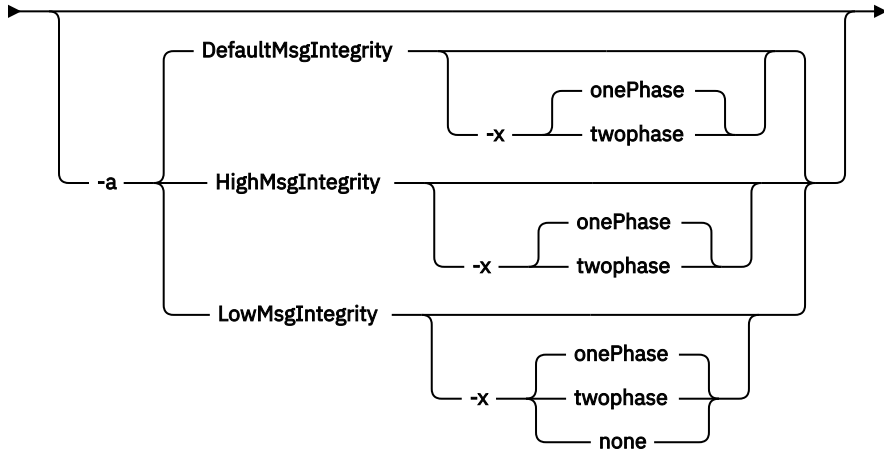 DefaultMsgIntegrity
onePhase
-x twophase
-a HighMsgIntegrity
onePhase
-x twophase
LowMsgIntegrity
onePhase
-x twophase
none